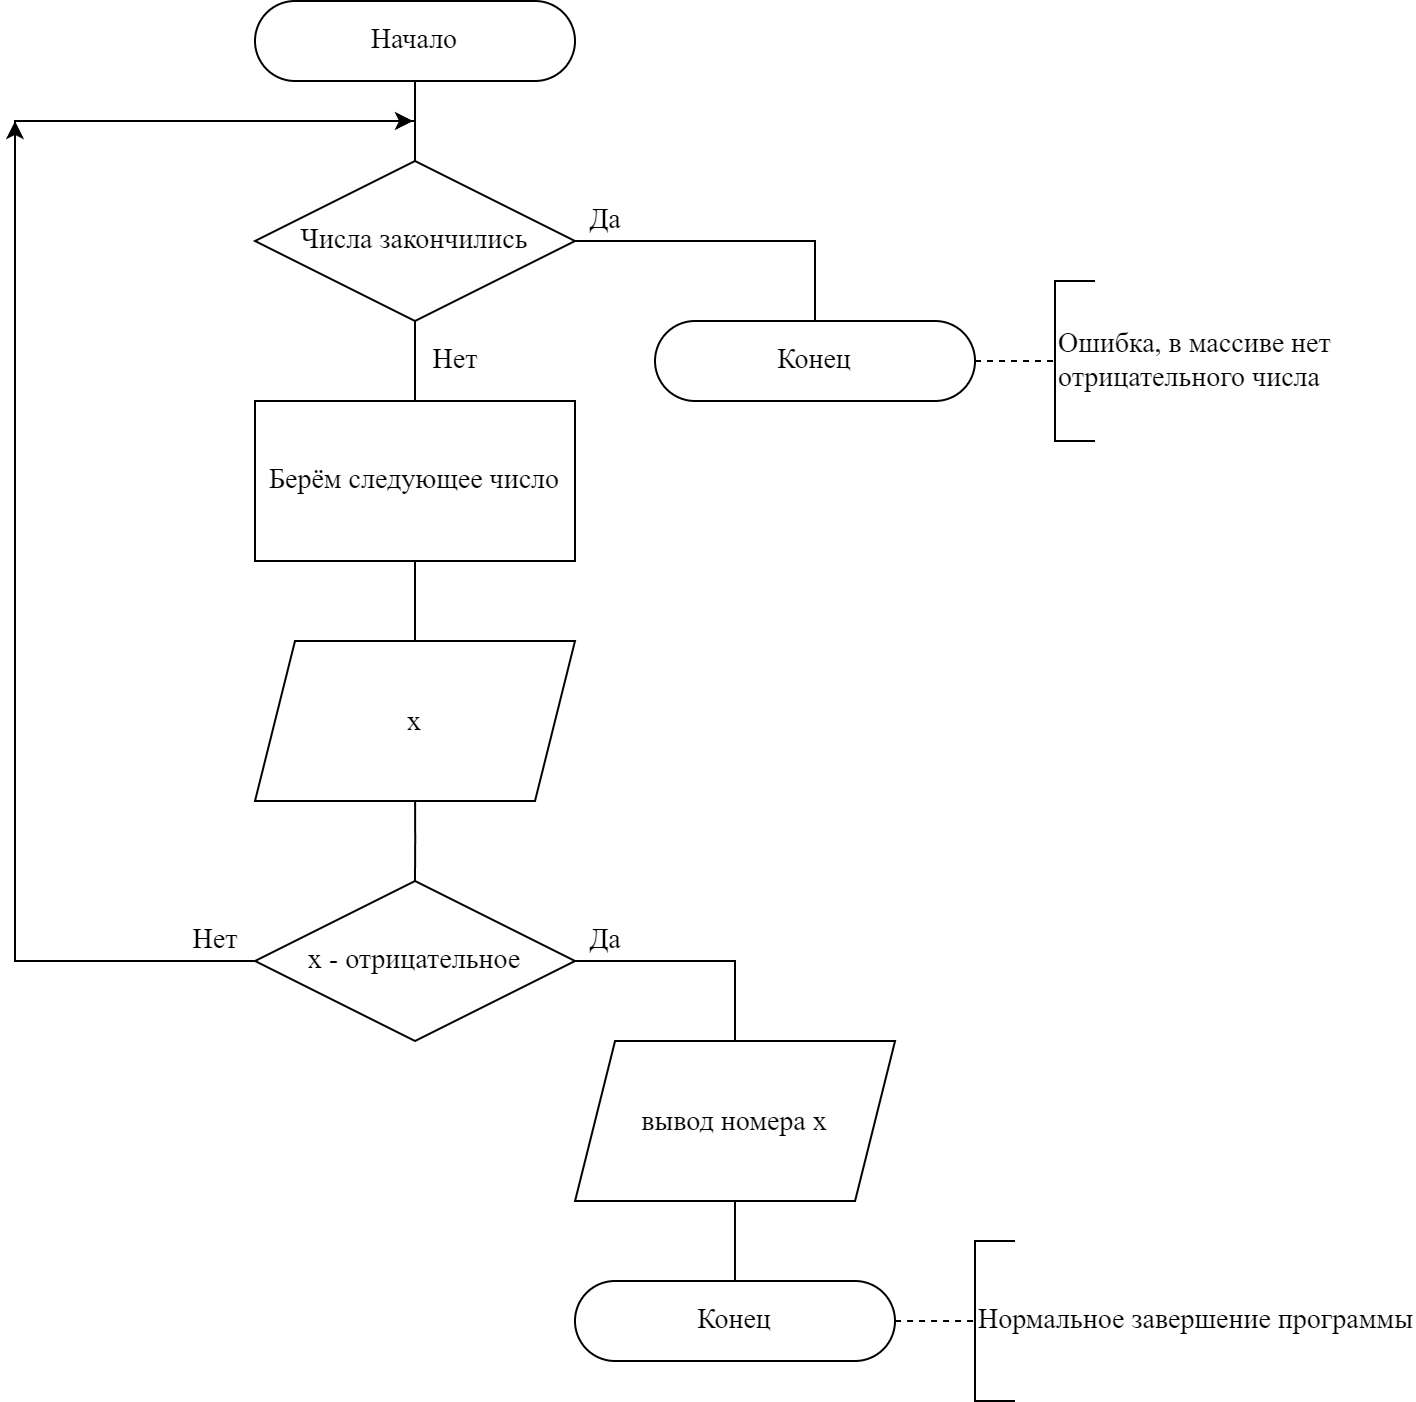 Начало
Числа закончились
Да
Конец
Ошибка, в массиве нет
отрицательного числа
Нет
Берём следующее число
x
Нет
x - отрицательное
Да
вывод номера x
Конец
Нормальное завершение программы